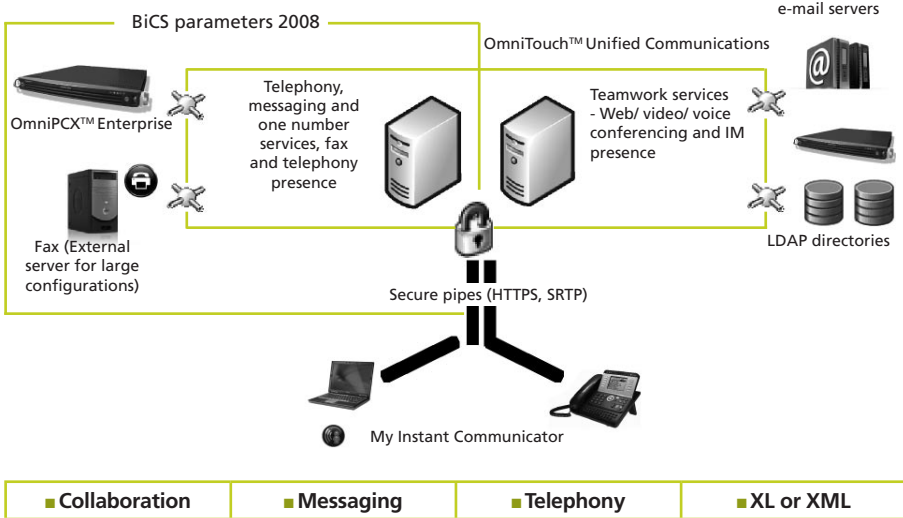 e-mail servers
BiCS parameters 2008
OmniTouch™ Unified Communications
OmniPCX™ Enterprise
Telephony,
messaging and
one number
services, fax
and telephony
presence
Teamwork services
- Web/ video/ voice
conferencing and IM
presence
@
Fax (External
server for large
configurations)
LDAP directories
Secure pipes (HTTPS, SRTP)
My Instant Communicator
■ Collaboration
■ Messaging
■ Telephony
■ XL or XML